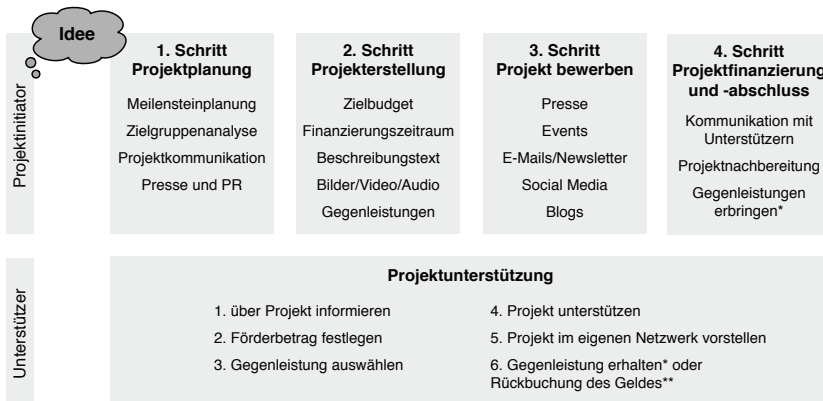 Idee
Projektinitiator
1. Schritt
Projektplanung
Meilensteinplanung
Zielgruppenanalyse
Projektkommunikation
Presse und PR
2. Schritt
Projekterstellung
Zielbudget
Finanzierungszeitraum
Beschreibungstext
Bilder/Video/Audio
Gegenleistungen
3. Schritt
Projekt bewerben
Presse
Events
E-Mails/Newsletter
Social Media
Blogs
4. Schritt
Projektfinanzierung
und -abschluss
Kommunikation mit
Unterstützern
Projektnachbereitung
Gegenleistungen
erbringen*
Unterstützer
Projektunterstützung
1. über Projekt informieren
2. Förderbetrag festlegen
3. Gegenleistung auswählen
4. Projekt unterstützen
5. Projekt im eigenen Netzwerk vorstellen
6. Gegenleistung erhalten* oder
Rückbuchung des Geldes**